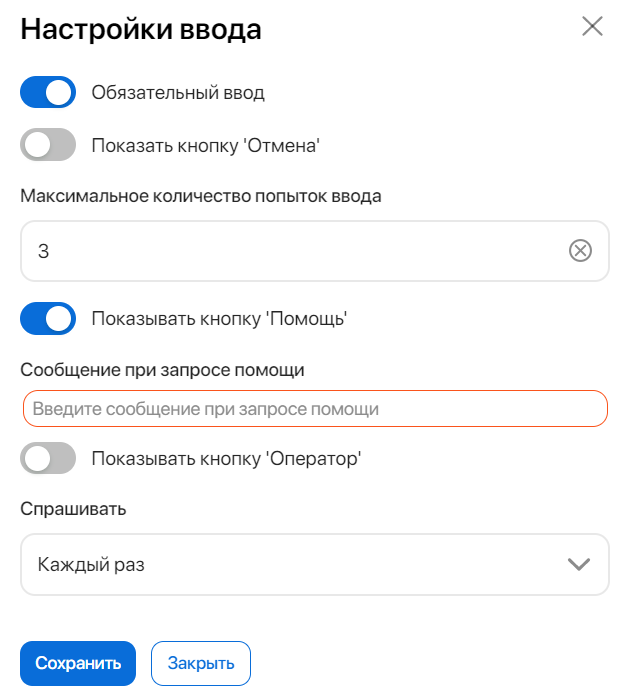 Настройки ввода
Обязательный ввод
Показать кнопку 'Отмена'
Максимальное количество попыток ввода
3
Показывать кнопку 'Помощь'
Сообщение при запросе помощи
Введите сообщение при запросе помощи
Показывать кнопку 'Оператор'
Спрашивать
Каждый раз
Сохранить Закрыть